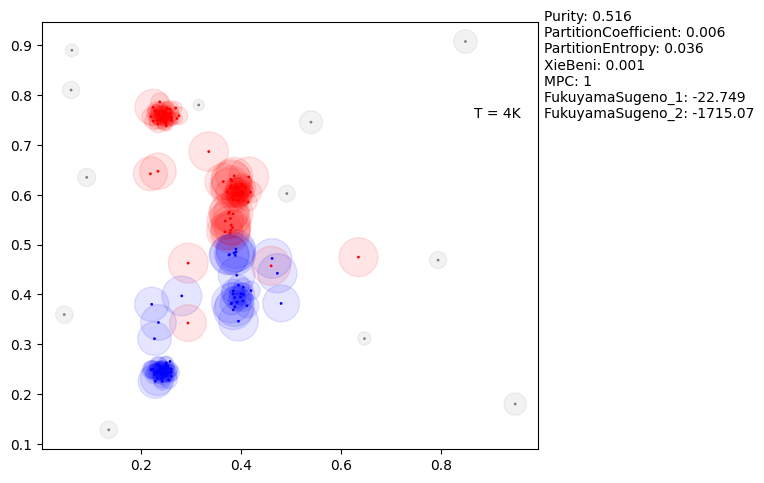 Purity: 0.516
PartitionCoefficient: 0.006
PartitionEntropy: 0.036
XieBeni: 0.001
MPC: 1
FukuyamaSugeno_1: -22.749
FukuyamaSugeno_2: -1715.07
T = 4K
0.9
0.8
0.7
0.6
0.5
0.4
0.3
0.2
0.1
0.2 0.4 0.6 0.8